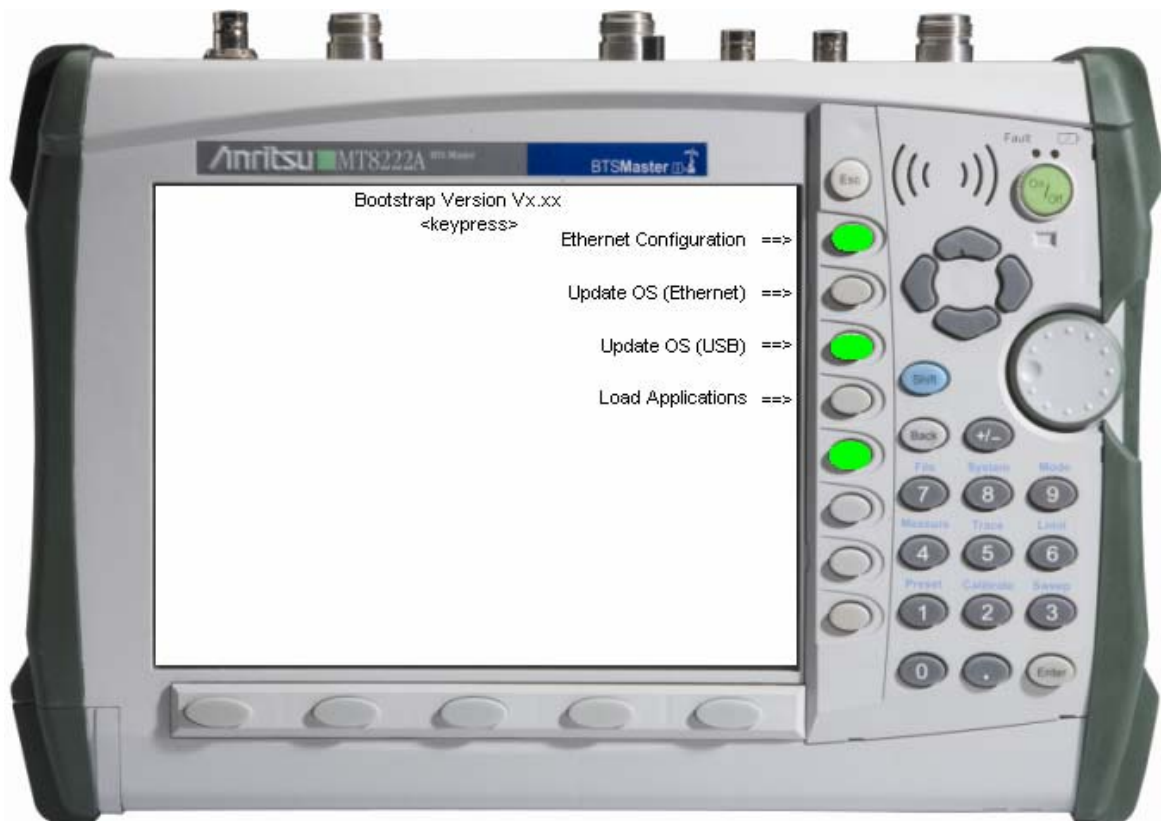 Anritsu MT8222A BTS Master
BTSMaster
Bootstrap Version Vx.xx
<keypress>
Ethernet Configuration ==>
Update OS (Ethernet) ==>
Update OS (USB) ==>
Load Applications ==>
Esc
Fault
On/Off
Shift
Back +/-
File System Mode
7 8 9
Measure Trace Limit
4 5 6
Preset Calibrate Sweep
1 2 3
0 . Enter